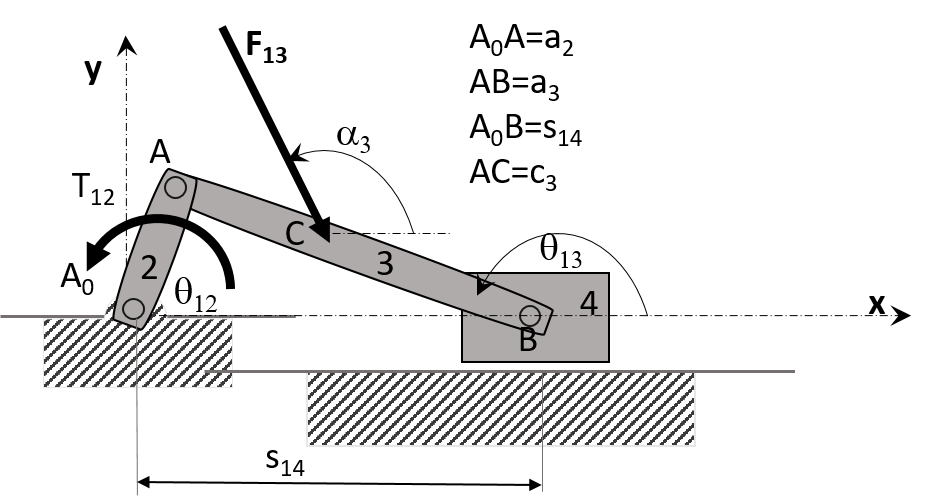 F₁₃
A₀A=a₂
y
AB=a₃
A₀B=s₁₄
α₃
A
AC=c₃
T₁₂
C
3
θ₁₃
A₀
2
θ₁₂
4
x
B
s₁₄